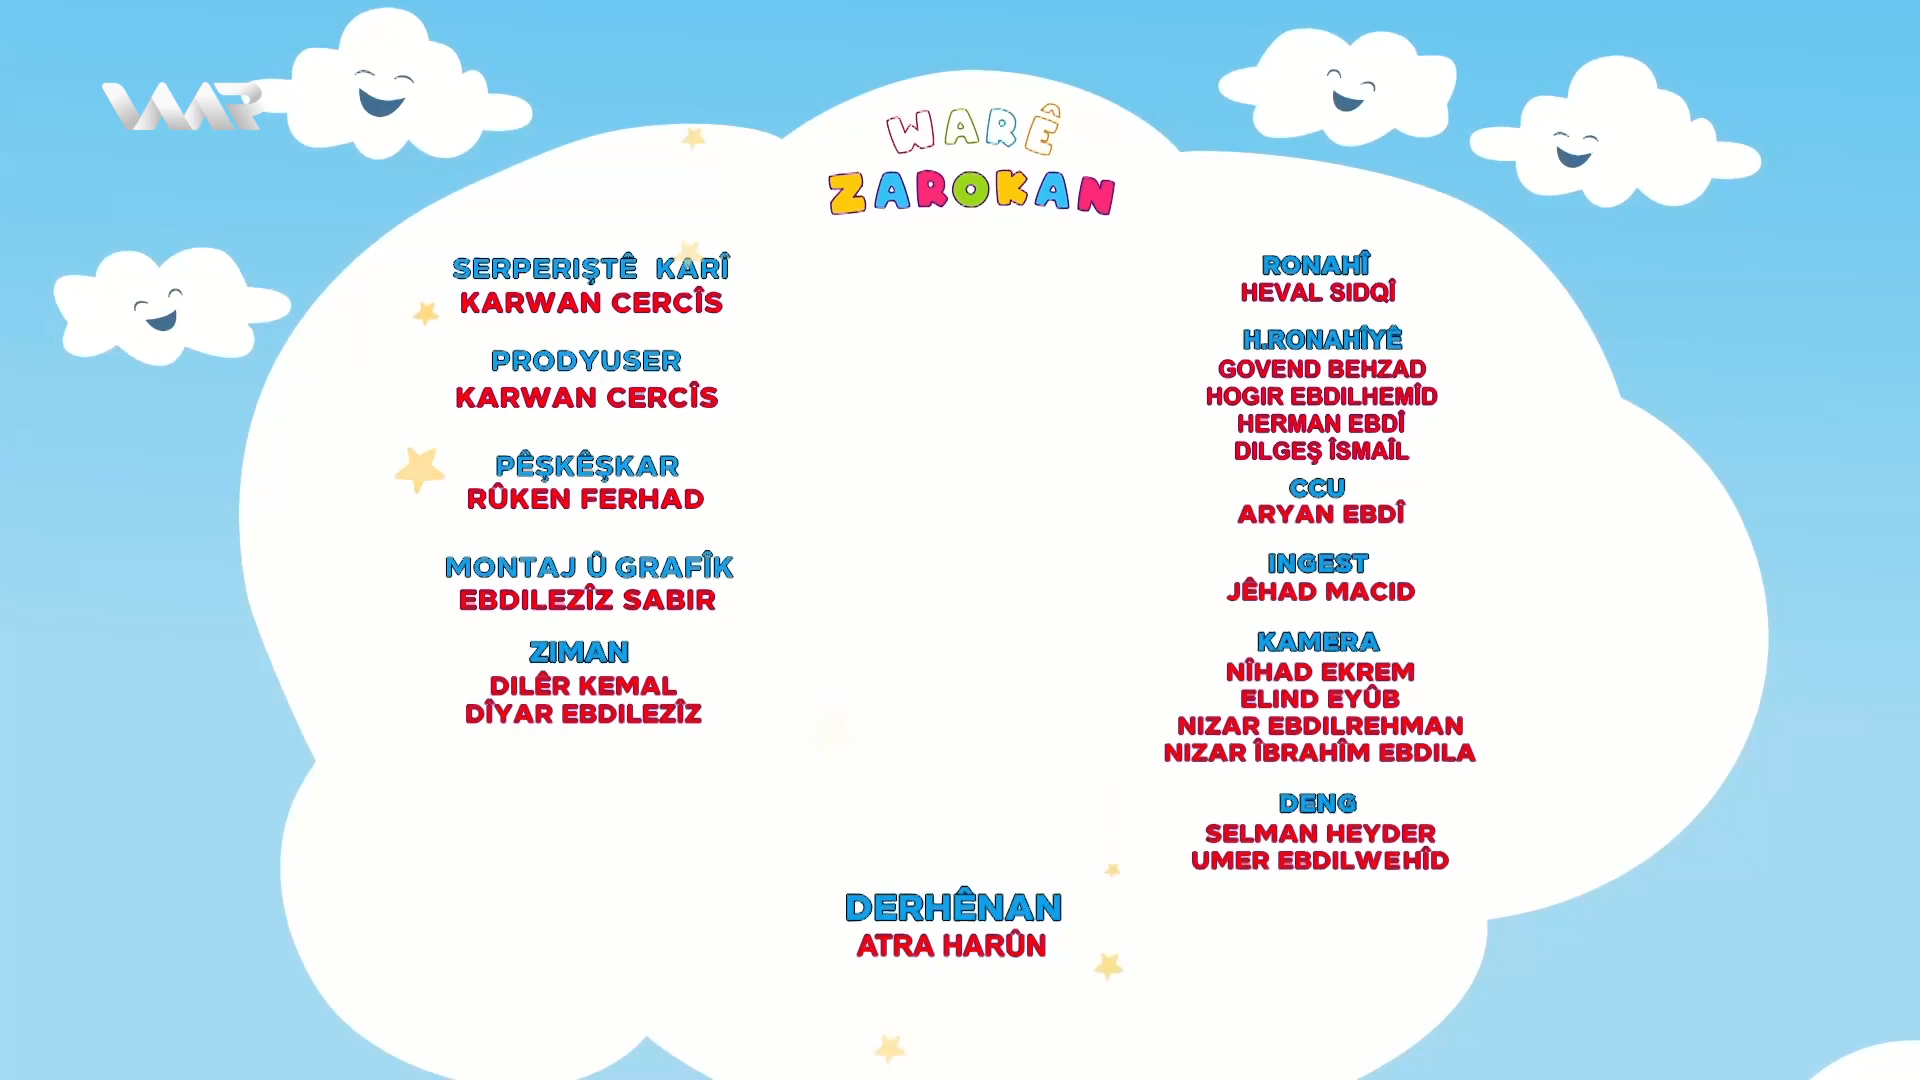 WAAR
WARÊ
ZAROKAN
SERPERIŞTÊ KARÎ
KARWAN CERCÎS
PRODYUSER
KARWAN CERCÎS
PÊŞKÊŞKAR
RÛKEN FERHAD
MONTAJ Û GRAFÎK
EBDILEZÎZ SABIR
ZIMAN
DILÊR KEMAL
DÎYAR EBDILEZÎZ
RONAHÎ
HEVAL SIDQÎ
H.RONAHÎYÊ
GOVEND BEHZAD
HOGIR EBDILHEMÎD
HERMAN EBDÎ
DILGEŞ ÎSMAÎL
CCU
ARYAN EBDÎ
INGEST
JÊHAD MACID
KAMERA
NÎHAD EKREM
ELIND EYÛB
NIZAR EBDILREHMAN
NIZAR ÎBRAHÎM EBDILA
DENG
SELMAN HEYDER
UMER EBDILWEHÎD
DERHÊNAN
ATRA HARÛN